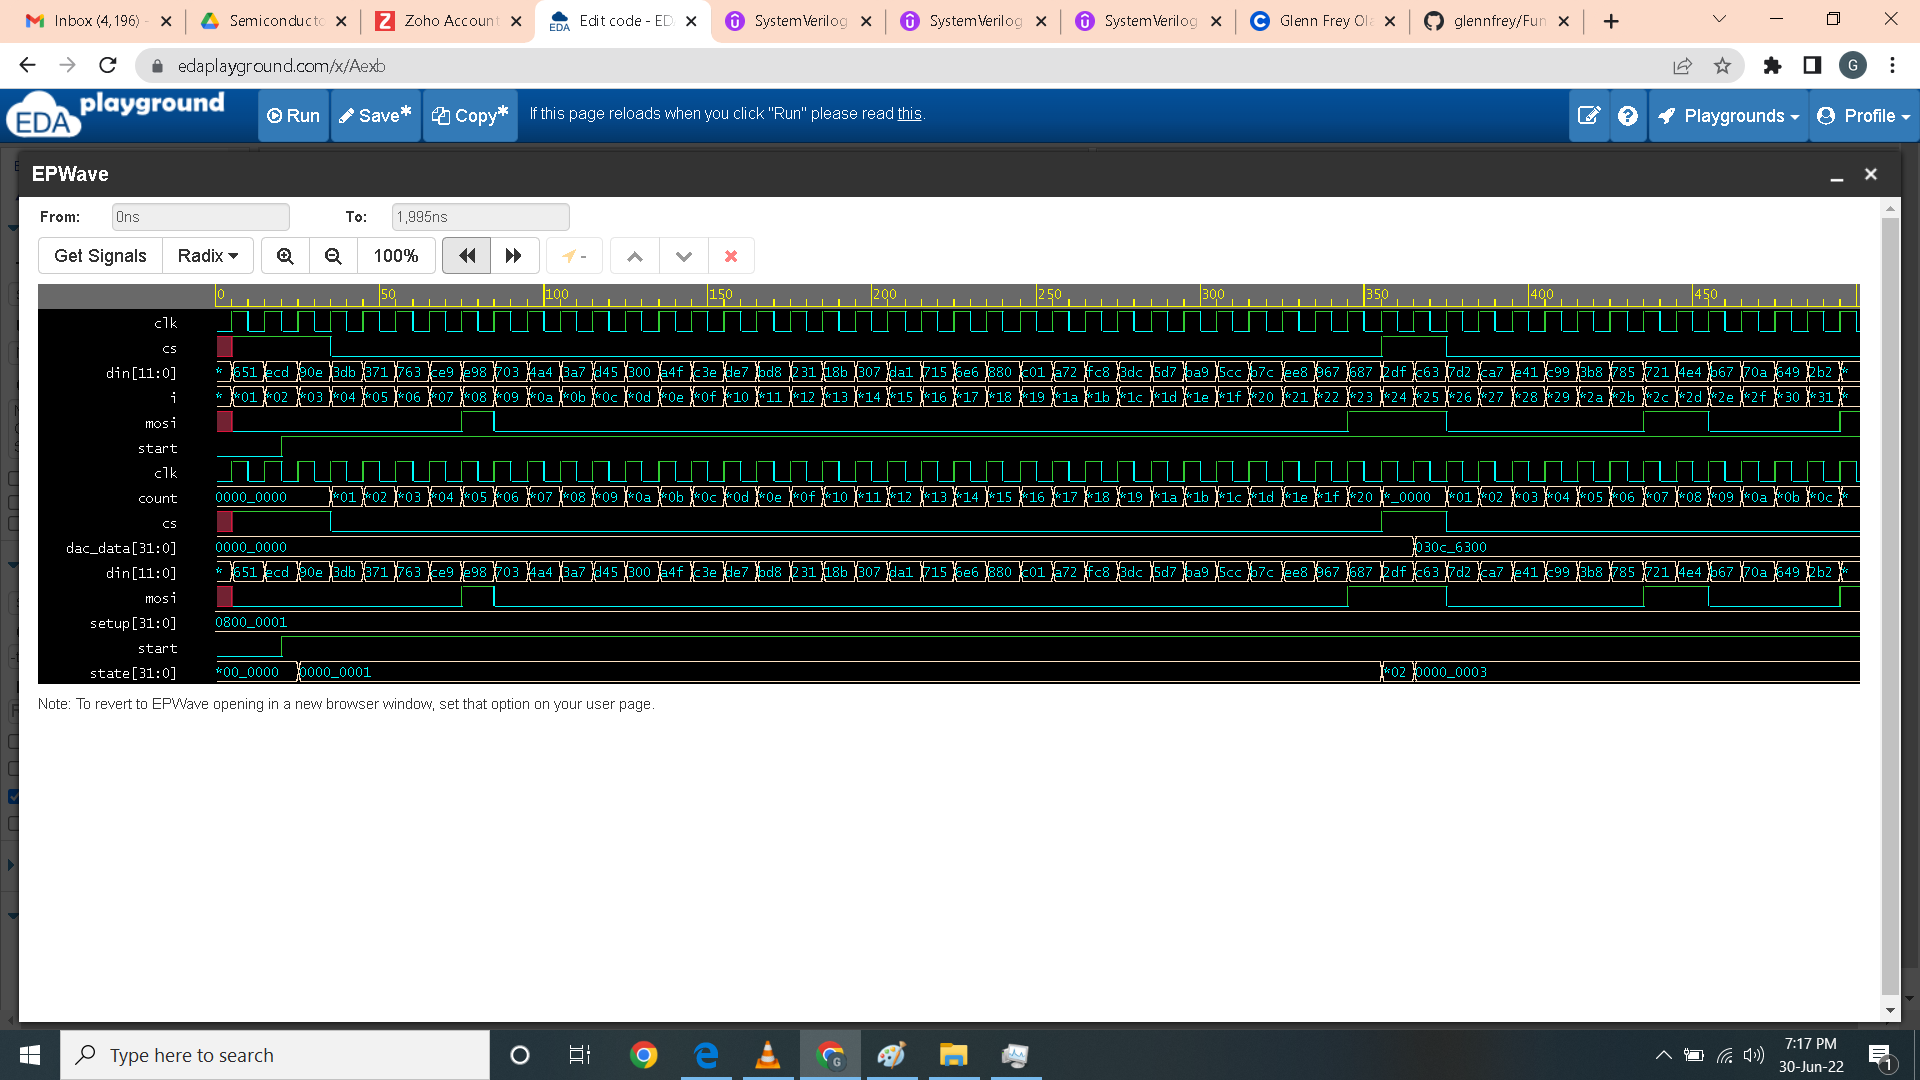 Inbox (4,196) -
Semiconducto
Zoho Account
Edit code - ED
SystemVerilog
SystemVerilog
SystemVerilog
Glenn Frey Ola
glennfrey/Fun
edaplayground.com/x/Aexb
G
EDA playground
Run
Save*
Copy*
If this page reloads when you click "Run" please read this.
Playgrounds
Profile
EPWave
From: 0ns To: 1,995ns
Get Signals Radix 100%
0 50 100 150 200 250 300 350 400 450
clk
cs
din[11:0] * 651 ecd 90e 3db 371 763 ce9 e98 703 4a4 3a7 d45 300 a4f c3e de7 bd8 231 18b 307 da1 715 6e6 880 c01 a72 fc8 3dc 5d7 ba9 5cc b7c ee8 967 687 2df c63 7d2 ca7 e41 c99 3b8 785 721 4e4 b67 70a 649 2b2 *
i * *01 *02 *03 *04 *05 *06 *07 *08 *09 *0a *0b *0c *0d *0e *0f *10 *11 *12 *13 *14 *15 *16 *17 *18 *19 *1a *1b *1c *1d *1e *1f *20 *21 *22 *23 *24 *25 *26 *27 *28 *29 *2a *2b *2c *2d *2e *2f *30 *31 *
mosi
start
clk
count 0000_0000 *01 *02 *03 *04 *05 *06 *07 *08 *09 *0a *0b *0c *0d *0e *0f *10 *11 *12 *13 *14 *15 *16 *17 *18 *19 *1a *1b *1c *1d *1e *1f *20 *_0000 *01 *02 *03 *04 *05 *06 *07 *08 *09 *0a *0b *0c *
cs
dac_data[31:0] 0000_0000 030c_6300
din[11:0] * 651 ecd 90e 3db 371 763 ce9 e98 703 4a4 3a7 d45 300 a4f c3e de7 bd8 231 18b 307 da1 715 6e6 880 c01 a72 fc8 3dc 5d7 ba9 5cc b7c ee8 967 687 2df c63 7d2 ca7 e41 c99 3b8 785 721 4e4 b67 70a 649 2b2 *
mosi
setup[31:0] 0800_0001
start
state[31:0] *00_0000 0000_0001 *02 0000_0003
Note: To revert to EPWave opening in a new browser window, set that option on your user page.
Type here to search
7:17 PM
30-Jun-22
1